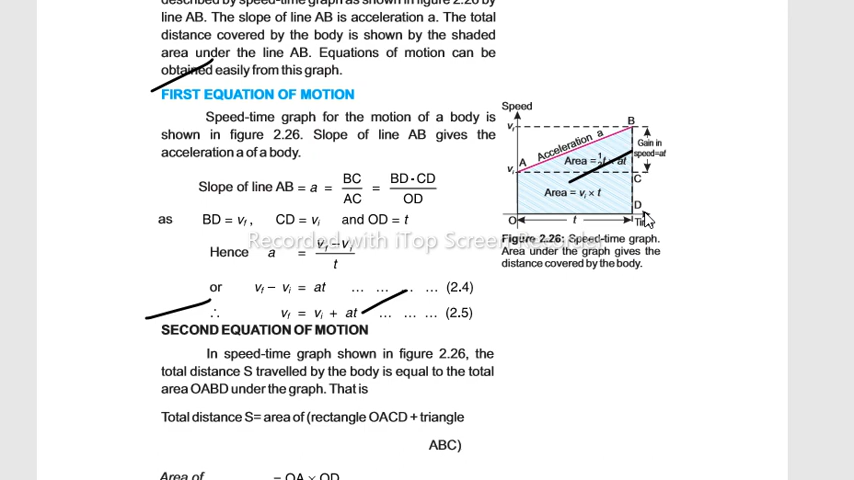 described by speed-time graph as shown in figure 2.26 by
line AB. The slope of line AB is acceleration a. The total
distance covered by the body is shown by the shaded
area under the line AB. Equations of motion can be
obtained easily from this graph.
FIRST EQUATION OF MOTION
Speed-time graph for the motion of a body is
shown in figure 2.26. Slope of line AB gives the
acceleration a of a body.
Slope of line AB = a = BC/AC = BD - CD/OD
as BD = vf, CD = vi and OD = t
Hence a = vf – vi/t
or vf – vi = at ... ... ... ... (2.4)
∴ vf = vi + at ... ... ... (2.5)
SECOND EQUATION OF MOTION
In speed-time graph shown in figure 2.26, the
total distance S travelled by the body is equal to the total
area OABD under the graph. That is
Total distance S= area of (rectangle OACD + triangle
ABC)
Area of = OA × OD
Speed
vf
B
Acceleration a
Gain in
speed=at
A
Area = ½t × at
vi
C
Area = vi × t
D
O
t
Figure 2.26: Speed-time graph.
Area under the graph gives the
distance covered by the body.
Recorded with iTop Screen Recorder